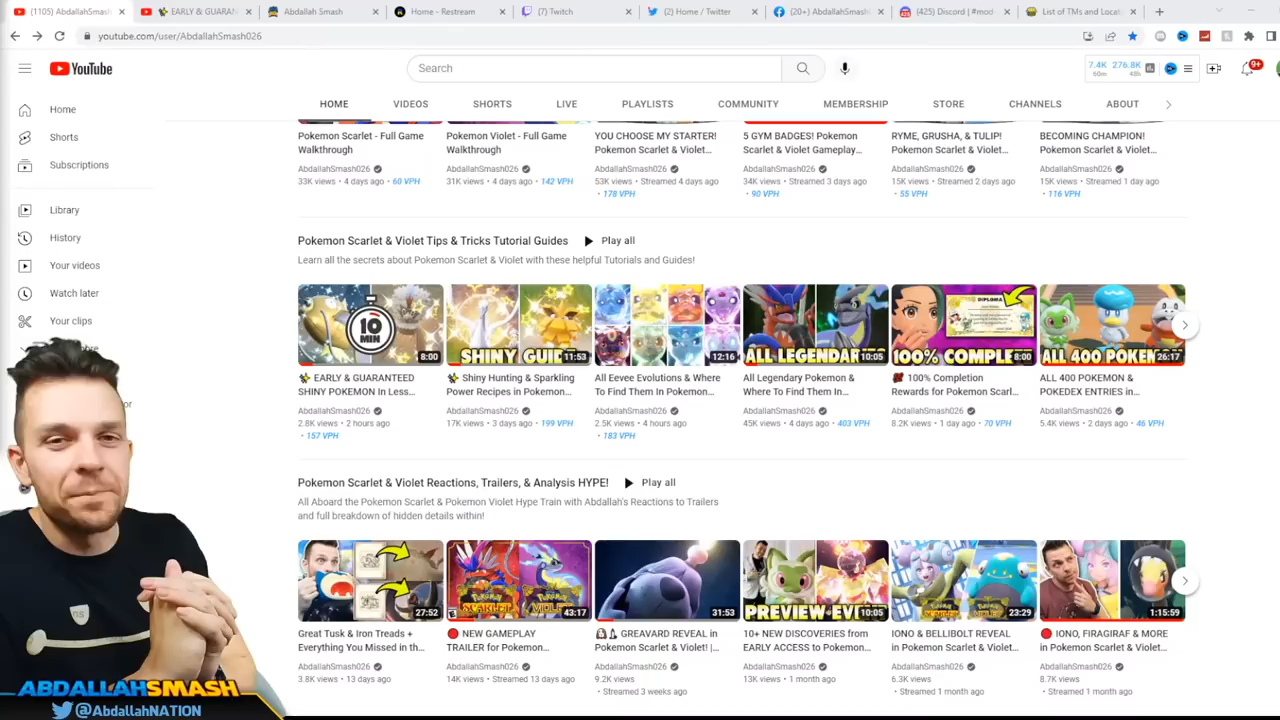 (1105) AbdallahSmash
EARLY & GUARAN
Abdallah Smash
Home - Restream
(7) Twitch
(2) Home / Twitter
(20+) AbdallahSmash
(425) Discord | #mod
List of TMs and Locat
youtube.com/user/AbdallahSmash026
YouTube
Search
7.4K 276.8K
60m 48h
9+
HOME VIDEOS SHORTS LIVE PLAYLISTS COMMUNITY MEMBERSHIP STORE CHANNELS ABOUT
Home
Shorts
Subscriptions
Library
History
Your videos
Watch later
Your clips
Pokemon Scarlet - Full Game
Walkthrough
AbdallahSmash026
33K views • 4 days ago • 60 VPH
Pokemon Violet - Full Game
Walkthrough
AbdallahSmash026
31K views • 4 days ago • 142 VPH
YOU CHOOSE MY STARTER!
Pokemon Scarlet & Violet...
AbdallahSmash026
53K views • Streamed 4 days ago
• 178 VPH
5 GYM BADGES! Pokemon
Scarlet & Violet Gameplay...
AbdallahSmash026
34K views • Streamed 3 days ago
• 90 VPH
RYME, GRUSHA, & TULIP!
Pokemon Scarlet & Violet...
AbdallahSmash026
15K views • Streamed 2 days ago
• 55 VPH
BECOMING CHAMPION!
Pokemon Scarlet & Violet...
AbdallahSmash026
15K views • Streamed 1 day ago
• 116 VPH
Pokemon Scarlet & Violet Tips & Tricks Tutorial Guides Play all
Learn all the secrets about Pokemon Scarlet & Violet with these helpful Tutorials and Guides!
10
MIN
8:00
EARLY & GUARANTEED
SHINY POKEMON In Less...
AbdallahSmash026
2.8K views • 2 hours ago
• 157 VPH
SHINY GUID
11:53
Shiny Hunting & Sparkling
Power Recipes in Pokemon...
AbdallahSmash026
17K views • 3 days ago • 199 VPH
12:16
All Eevee Evolutions & Where
To Find Them In Pokemon...
AbdallahSmash026
2.5K views • 4 hours ago
• 183 VPH
ALL LEGENDAR
10:05
All Legendary Pokemon &
Where To Find Them In...
AbdallahSmash026
45K views • 4 days ago • 403 VPH
DIPLOMA
100% COMPLE
8:00
100% Completion
Rewards for Pokemon Scarl...
AbdallahSmash026
8.2K views • 1 day ago • 70 VPH
ALL 400 POKEM
26:17
ALL 400 POKEMON &
POKEDEX ENTRIES in...
AbdallahSmash026
5.4K views • 2 days ago • 46 VPH
Pokemon Scarlet & Violet Reactions, Trailers, & Analysis HYPE! Play all
All Aboard the Pokemon Scarlet & Pokemon Violet Hype Train with Abdallah's Reactions to Trailers
and full breakdown of hidden details within!
27:52
Great Tusk & Iron Treads +
Everything You Missed in th...
AbdallahSmash026
3.8K views • 13 days ago
SCARLET
VIOLET
43:17
NEW GAMEPLAY
TRAILER for Pokemon...
AbdallahSmash026
14K views • Streamed 13 days ago
31:53
GREAVARD REVEAL in
Pokemon Scarlet & Violet! |...
AbdallahSmash026
9.2K views
• Streamed 3 weeks ago
PREVIEW EVE
10:05
10+ NEW DISCOVERIES from
EARLY ACCESS to Pokemon...
AbdallahSmash026
13K views • 1 month ago
23:29
IONO & BELLIBOLT REVEAL
in Pokemon Scarlet & Violet...
AbdallahSmash026
6.3K views
• Streamed 1 month ago
1:15:59
IONO, FIRAGIRAF & MORE
in Pokemon Scarlet & Violet...
AbdallahSmash026
8.7K views
• Streamed 1 month ago
ABDALLAHSMASH
@AbdallahNATION